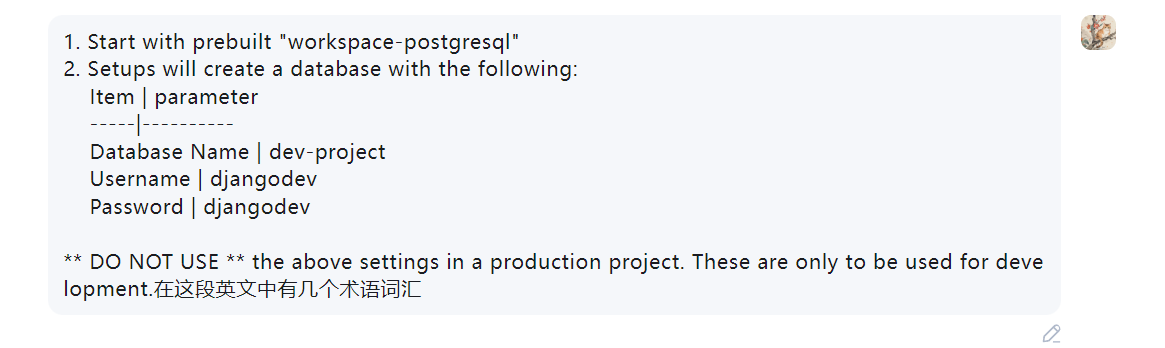 1. Start with prebuilt "workspace-postgresql"
2. Setups will create a database with the following:
Item | parameter
-----|----------
Database Name | dev-project
Username | djangodev
Password | djangodev
** DO NOT USE ** the above settings in a production project. These are only to be used for deve
lopment.在这段英文中有几个术语词汇